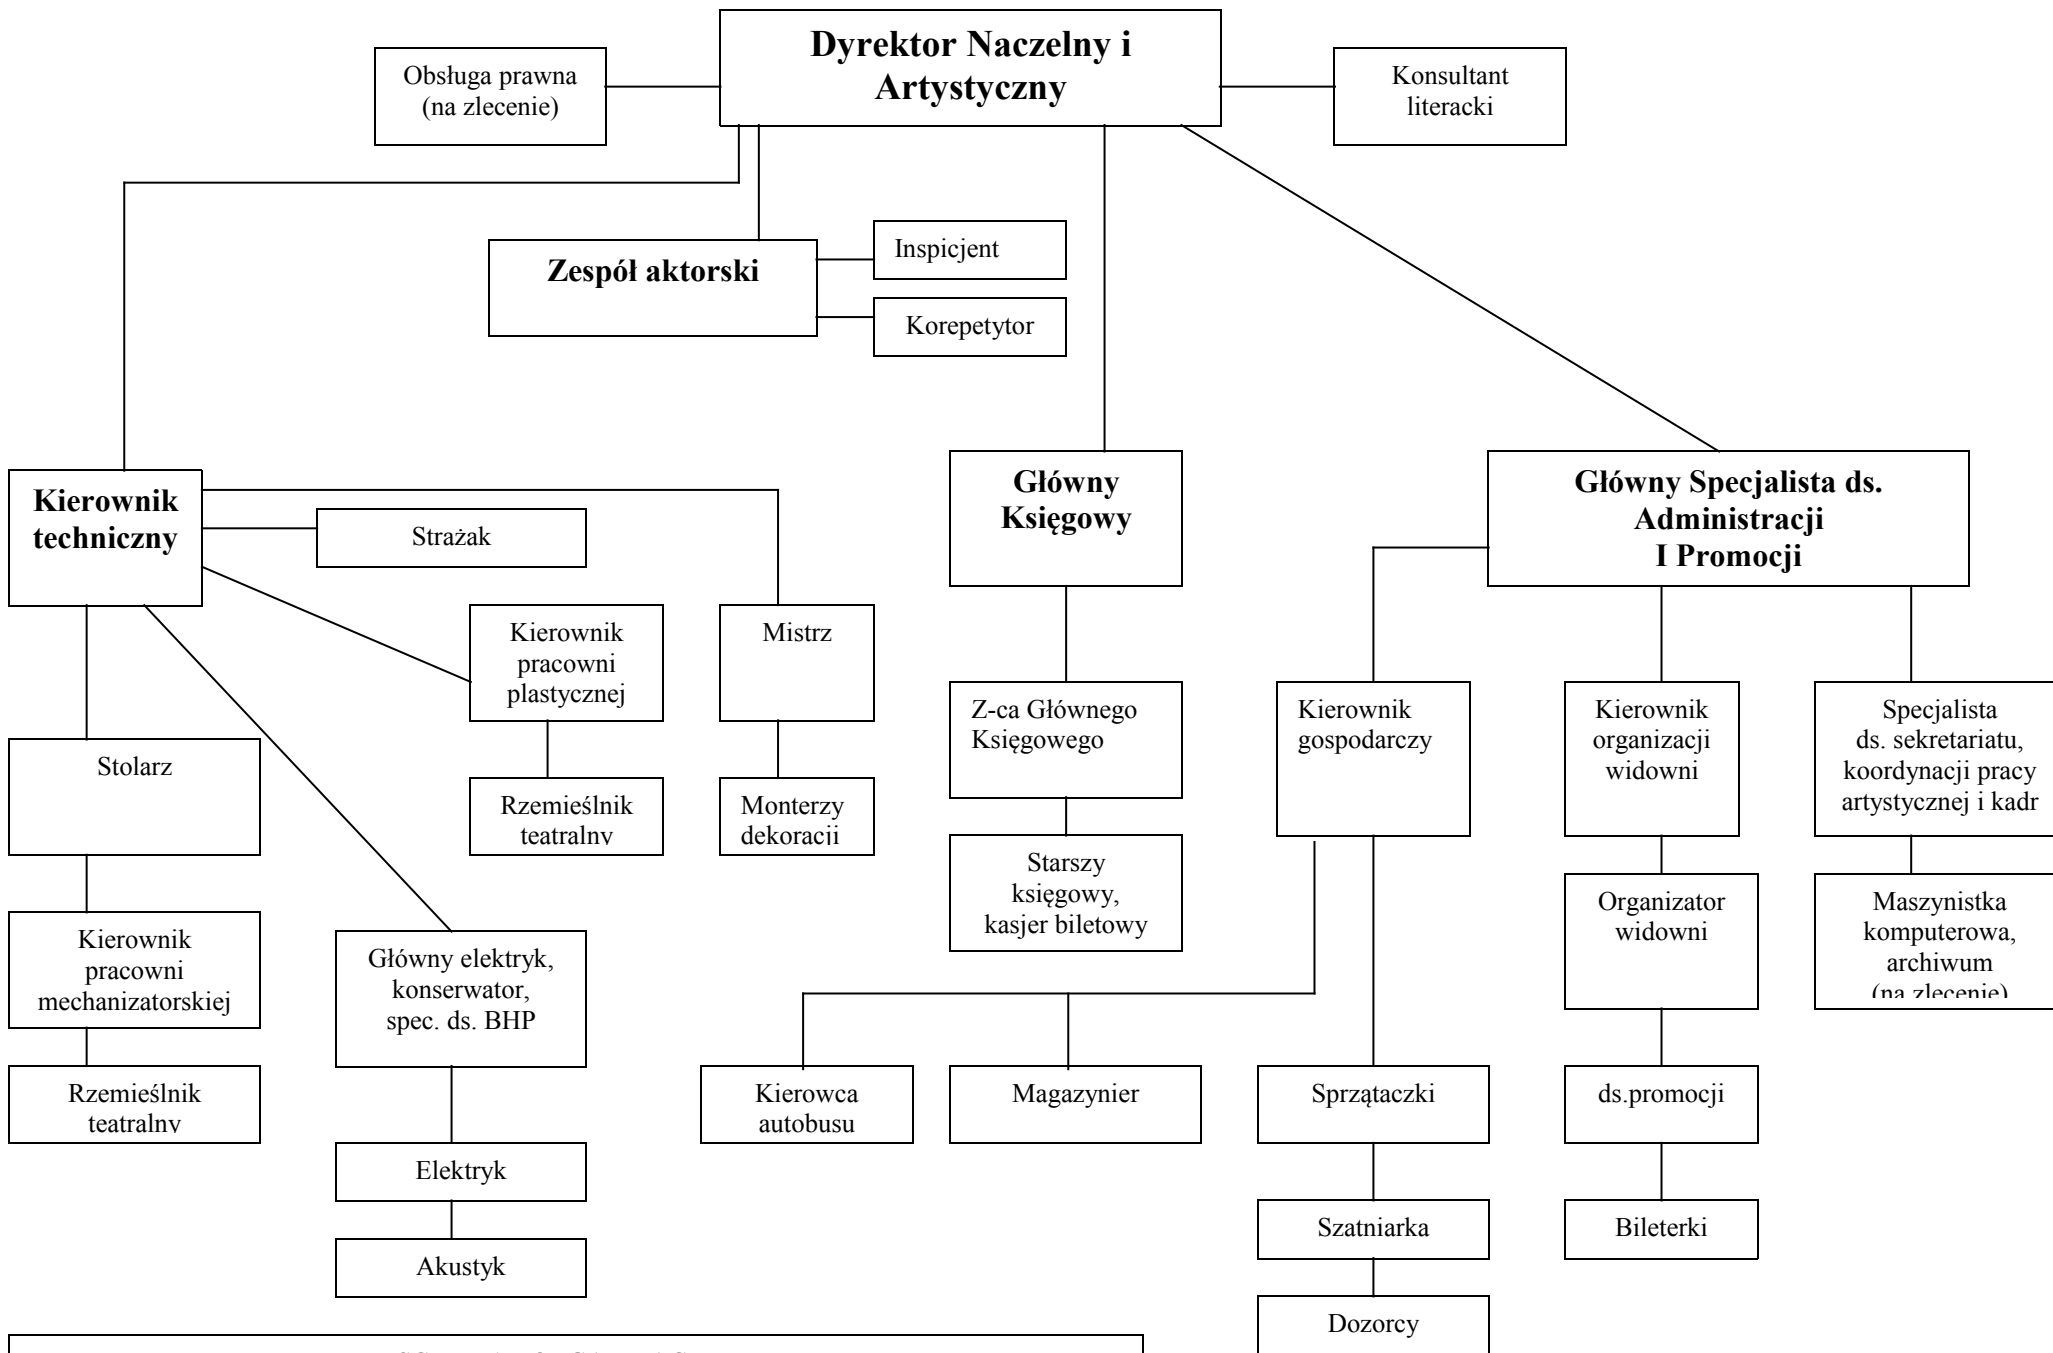 Dyrektor Naczelny i
Artystyczny
Obsługa prawna
(na zlecenie)
Konsultant
literacki
Zespół aktorski
Inspicjent
Korepetytor
Kierownik
techniczny
Strażak
Główny
Księgowy
Główny Specjalista ds.
Administracji
I Promocji
Kierownik
pracowni
plastycznej
Mistrz
Stolarz
Rzemieślnik
teatralny
Monterzy
dekoracji
Z-ca Głównego
Księgowego
Kierownik
gospodarczy
Kierownik
organizacji
widowni
Specjalista
ds. sekretariatu,
koordynacji pracy
artystycznej i kadr
Starszy
księgowy,
kasjer biletowy
Organizator
widowni
Maszynistka
komputerowa,
archiwum
(na zlecenie)
Kierownik
pracowni
mechanizatorskiej
Główny elektryk,
konserwator,
spec. ds. BHP
Rzemieślnik
teatralny
Kierowca
autobusu
Magazynier
Sprzątaczki
ds.promocji
Elektryk
Szatniarka
Bileterki
Akustyk
Dozorcy